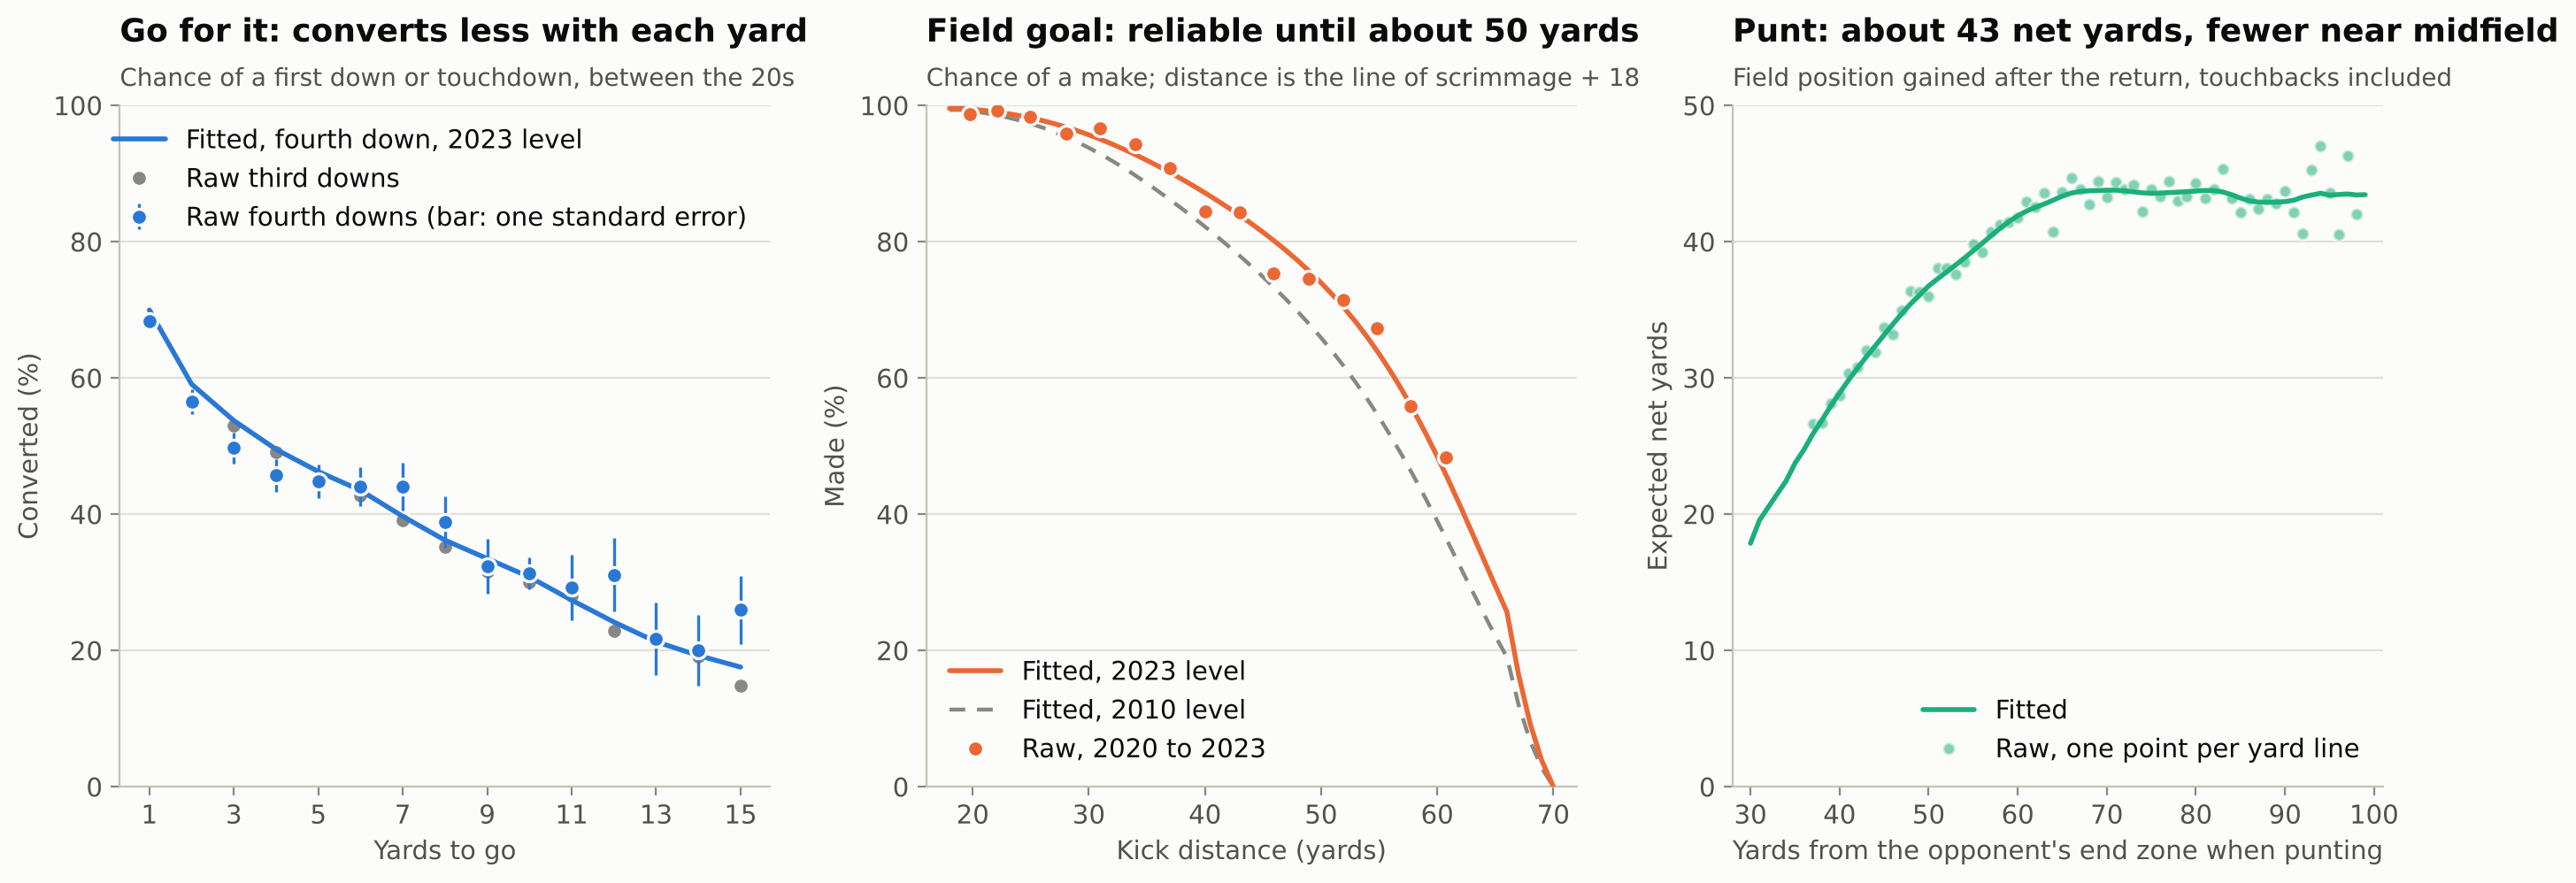 Go for it: converts less with each yard
Chance of a first down or touchdown, between the 20s
100
80
60
40
20
0
Converted (%)
Fitted, fourth down, 2023 level
Raw third downs
Raw fourth downs (bar: one standard error)
1 3 5 7 9 11 13 15
Yards to go
Field goal: reliable until about 50 yards
Chance of a make; distance is the line of scrimmage + 18
100
80
60
40
20
0
Made (%)
Fitted, 2023 level
Fitted, 2010 level
Raw, 2020 to 2023
20 30 40 50 60 70
Kick distance (yards)
Punt: about 43 net yards, fewer near midfield
Field position gained after the return, touchbacks included
50
40
30
20
10
0
Expected net yards
Fitted
Raw, one point per yard line
30 40 50 60 70 80 90 100
Yards from the opponent's end zone when punting